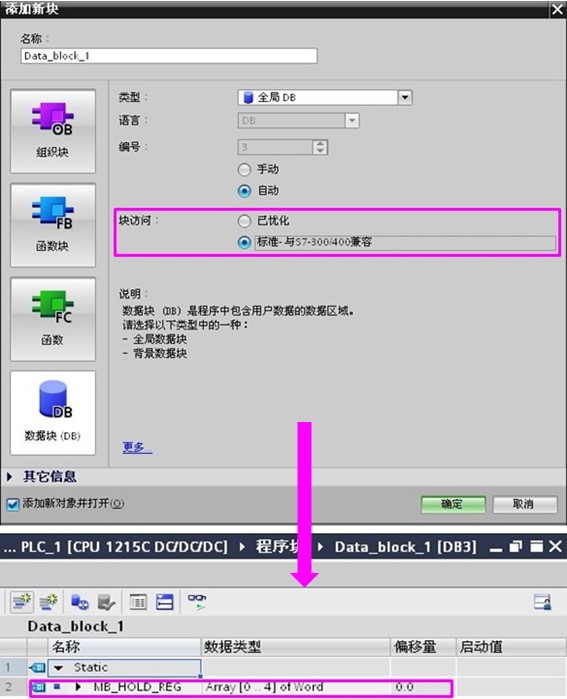 添加新块
名称：
Data_block_1
OB
组织块
FB
函数块
FC
函数
DB
数据块 (DB)
类型：
全局 DB
语言：
DB
编号：
3
手动
自动
块访问：
已优化
标准- 与S7-300/400兼容
说明：
数据块 (DB) 是程序中包含用户数据的数据区域。
请选择以下类型中的一种：
- 全局数据块
- 背景数据块
更多...
其它信息
添加新对象并打开(O)
确定
取消
... PLC_1 [CPU 1215C DC/DC/DC]
程序块
Data_block_1 [DB3]
Data_block_1
名称 数据类型 偏移量 启动值
1 Static
2 MB_HOLD_REG Array [0 .. 4] of Word 0.0